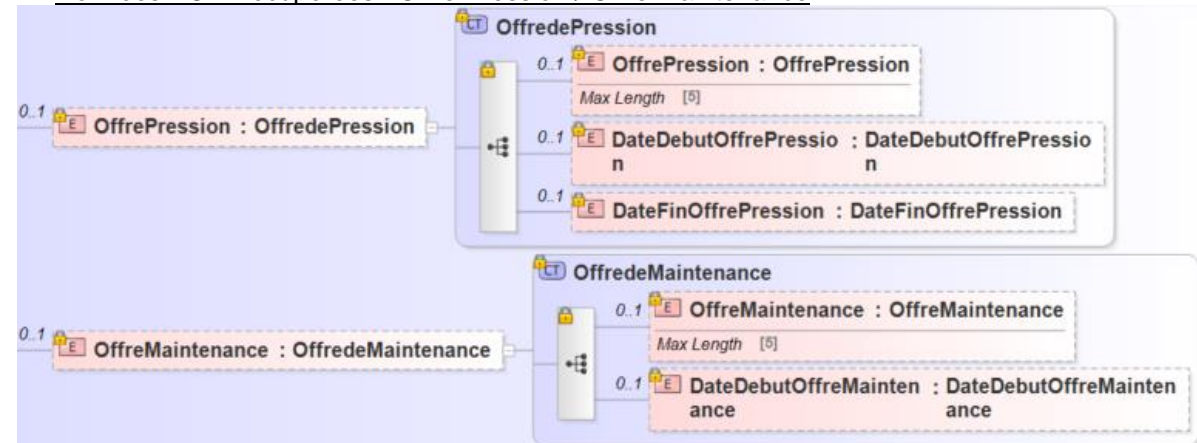 CT OffredePression
0..1 E OffrePression : OffrePression
Max Length [5]
0..1 E OffrePression : OffredePression
0..1 E DateDebutOffrePressio : DateDebutOffrePressio
n n
0..1 E DateFinOffrePression : DateFinOffrePression
CT OffredeMaintenance
0..1 E OffreMaintenance : OffreMaintenance
Max Length [5]
0..1 E OffreMaintenance : OffredeMaintenance
0..1 E DateDebutOffreMainten : DateDebutOffreMainten
ance ance